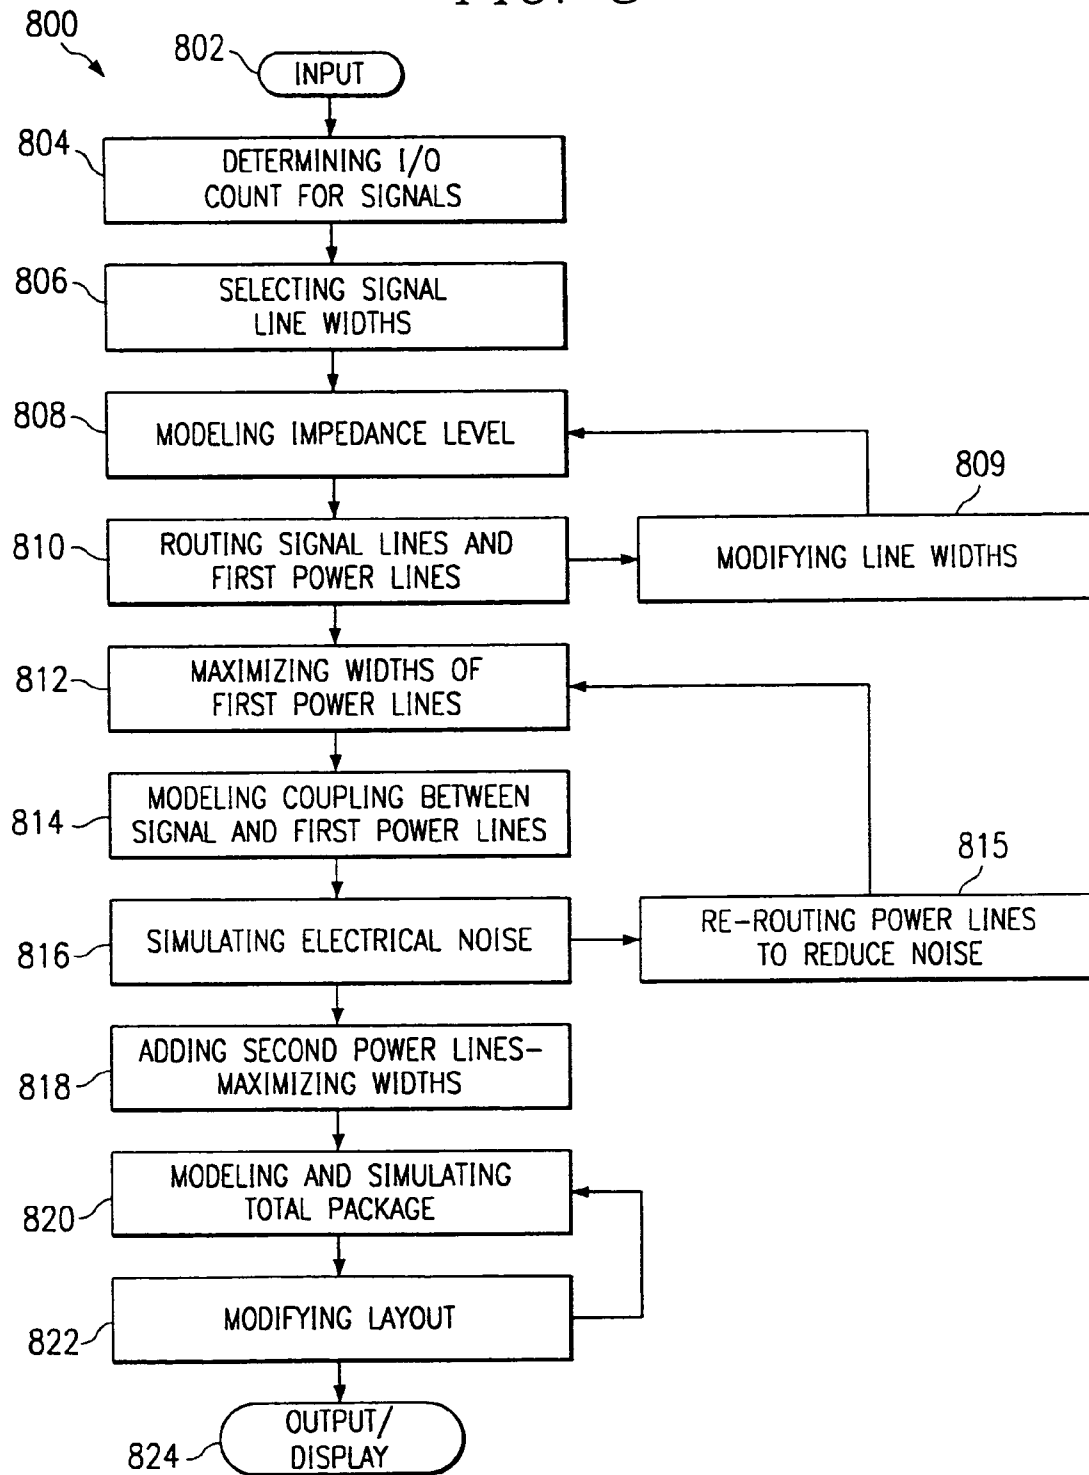 800
802
INPUT
804
DETERMINING I/O
COUNT FOR SIGNALS
806
SELECTING SIGNAL
LINE WIDTHS
808
MODELING IMPEDANCE LEVEL
809
MODIFYING LINE WIDTHS
810
ROUTING SIGNAL LINES AND
FIRST POWER LINES
812
MAXIMIZING WIDTHS OF
FIRST POWER LINES
814
MODELING COUPLING BETWEEN
SIGNAL AND FIRST POWER LINES
815
RE-ROUTING POWER LINES
TO REDUCE NOISE
816
SIMULATING ELECTRICAL NOISE
818
ADDING SECOND POWER LINES-
MAXIMIZING WIDTHS
820
MODELING AND SIMULATING
TOTAL PACKAGE
822
MODIFYING LAYOUT
824
OUTPUT/
DISPLAY